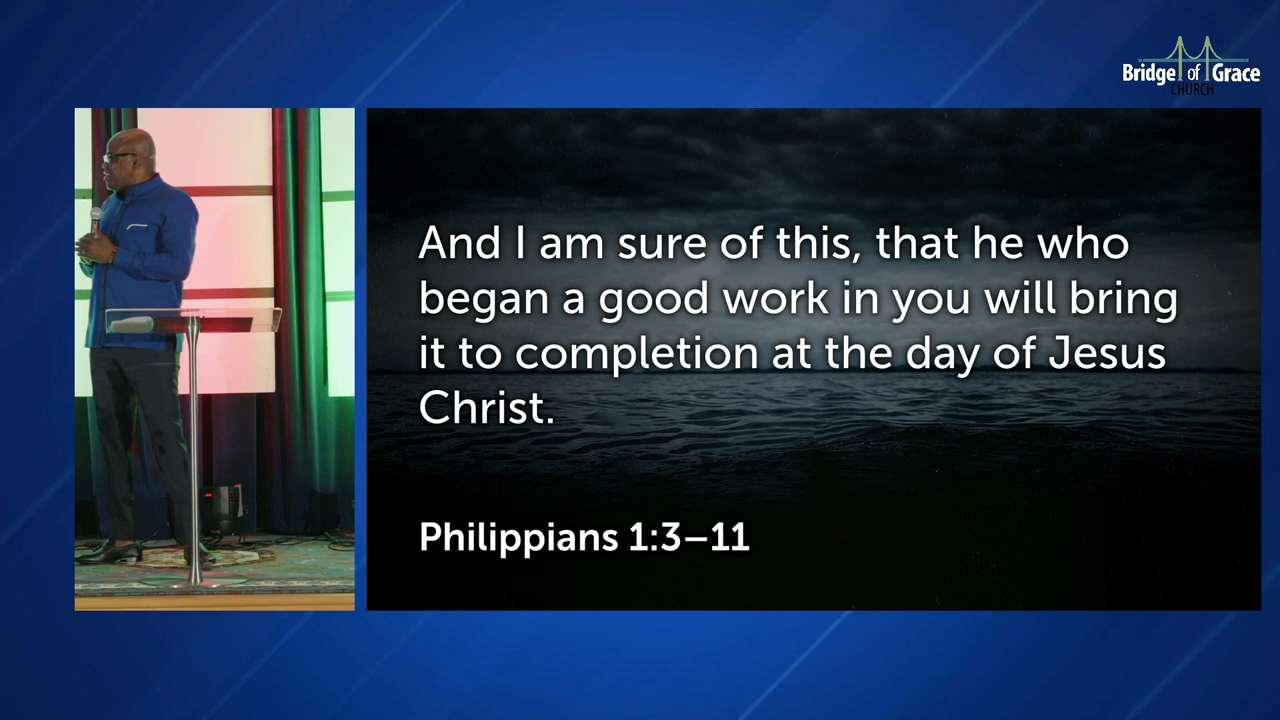 Bridge of Grace
CHURCH
And I am sure of this, that he who
began a good work in you will bring
it to completion at the day of Jesus
Christ.
Philippians 1:3–11